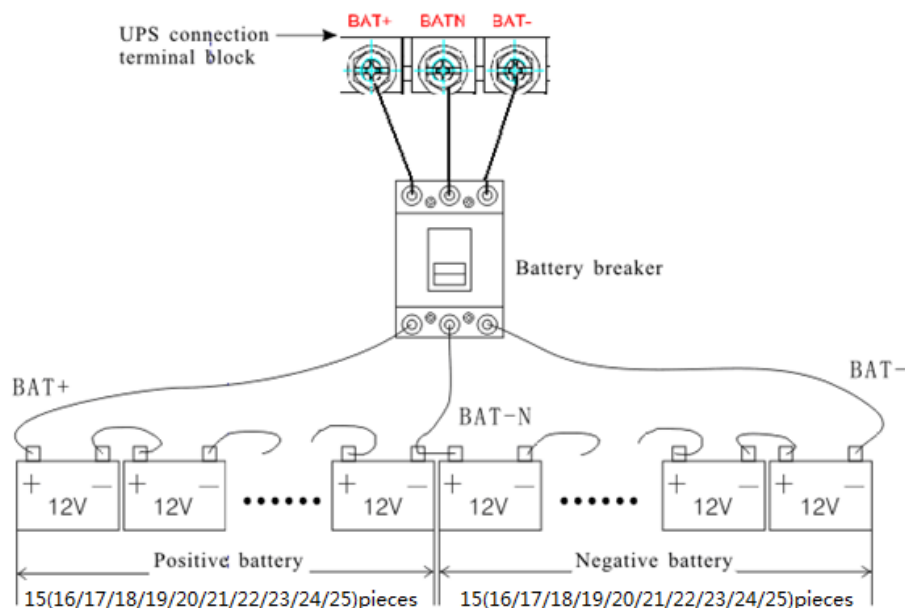 BAT+ BATN BAT-
UPS connection
terminal block
Battery breaker
BAT+
BAT-
BAT-N
+ − + − + − + − + − + −
12V 12V 12V 12V 12V 12V
Positive battery Negative battery
15(16/17/18/19/20/21/22/23/24/25)pieces 15(16/17/18/19/20/21/22/23/24/25)pieces